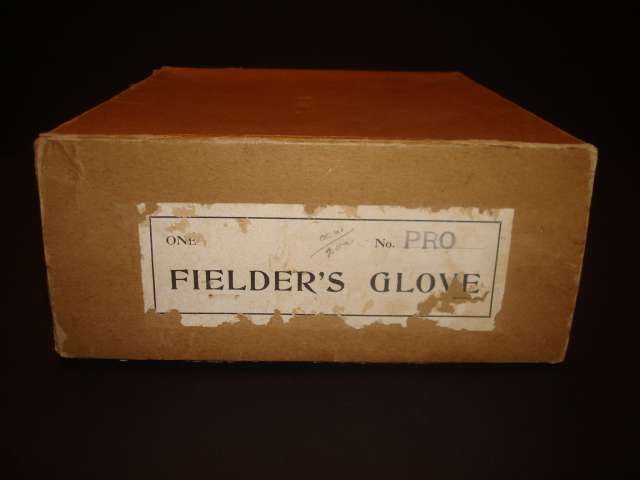 ONE No. PRO
FIELDER'S GLOVE